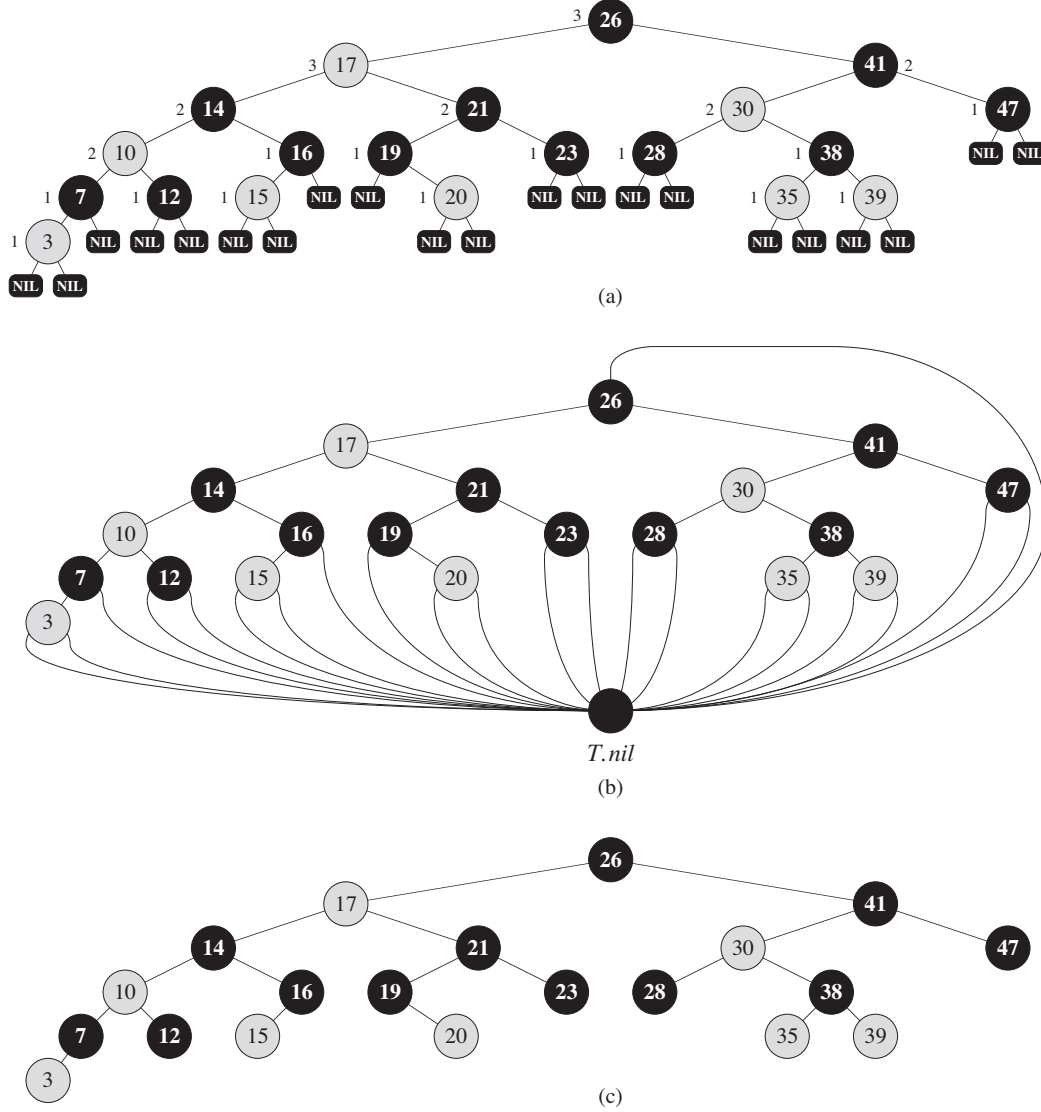 3 26
3 17 41 2
2 14 2 21 2 30 1 47
2 10 1 16 1 19 1 23 1 28 1 38 NIL NIL
1 7 1 12 1 15 NIL NIL 1 20 NIL NIL NIL NIL 1 35 1 39
1 3 NIL NIL NIL NIL NIL NIL NIL NIL NIL NIL NIL
NIL NIL
(a)
26
17 41
14 21 30 47
10 16 19 23 28 38
7 12 15 20 35 39
3
T.nil
(b)
26
17 41
14 21 30 47
10 16 19 23 28 38
7 12 15 20 35 39
3
(c)